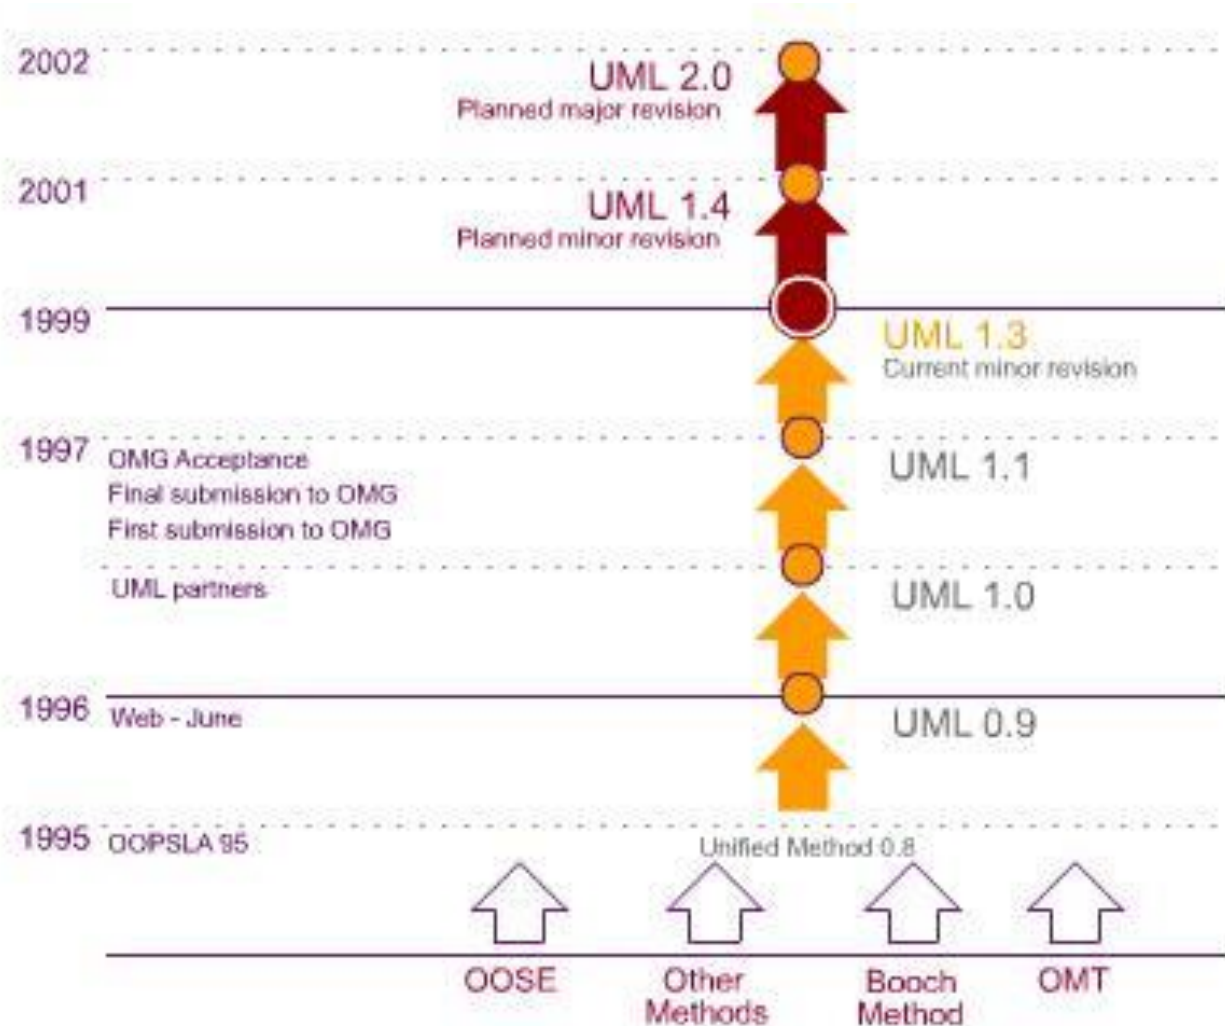 2002
UML 2.0
Planned major revision
2001
UML 1.4
Planned minor revision
1999
UML 1.3
Current minor revision
1997
OMG Acceptance
UML 1.1
Final submission to OMG
First submission to OMG
UML partners
UML 1.0
1996
Web - June
UML 0.9
1995
OOPSLA 95
Unified Method 0.8
OOSE
Other
Methods
Booch
Method
OMT